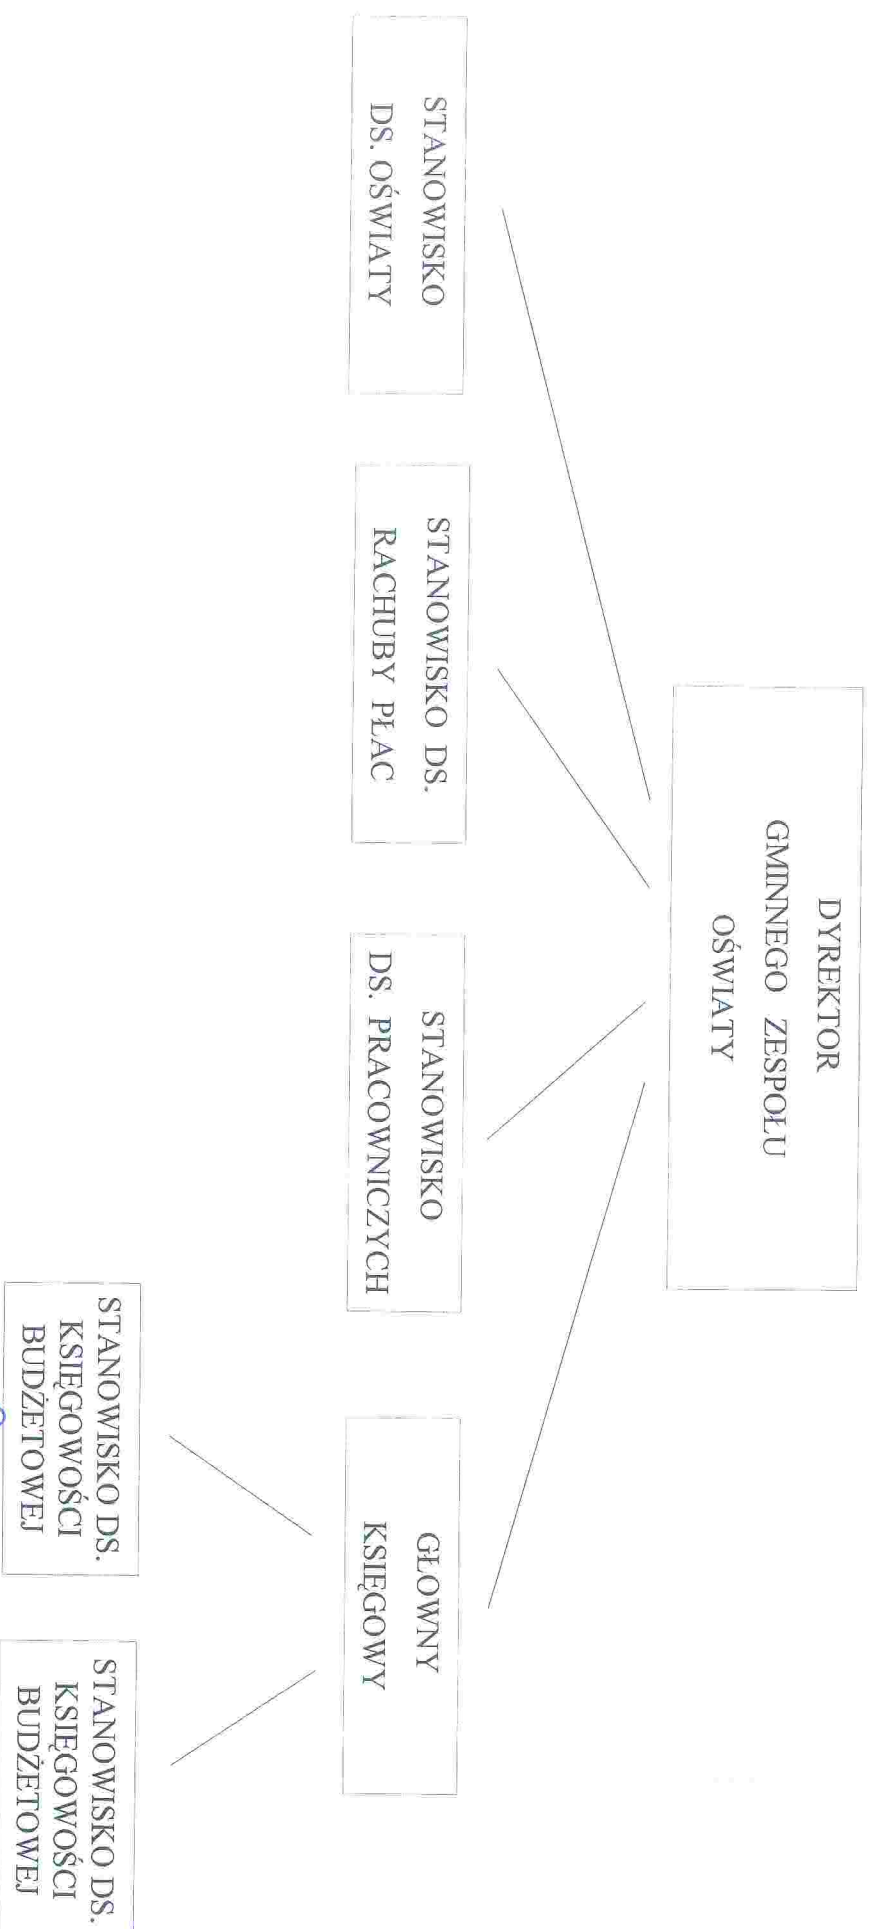 DYREKTOR
GMINNEGO ZESPOŁU
OŚWIATY
STANOWISKO
DS. OŚWIATY
STANOWISKO DS.
RACHUBY PŁAC
STANOWISKO
DS. PRACOWNICZYCH
GŁOWNY
KSIĘGOWY
STANOWISKO DS.
KSIĘGOWOŚCI
BUDŻETOWEJ
STANOWISKO DS.
KSIĘGOWOŚCI
BUDŻETOWEJ